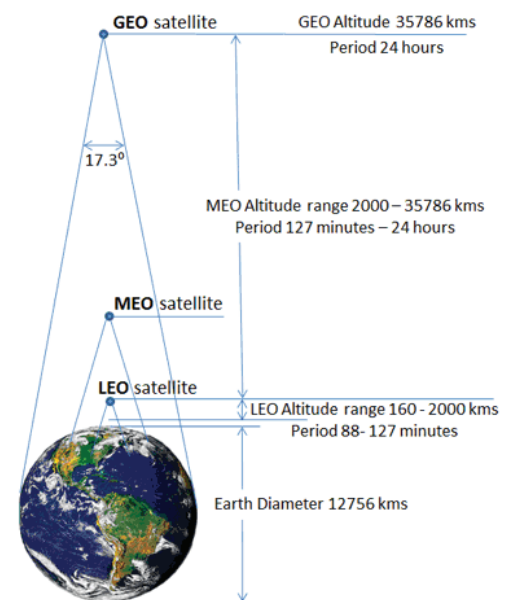 GEO satellite
GEO Altitude 35786 kms
Period 24 hours
17.3⁰
MEO Altitude range 2000 – 35786 kms
Period 127 minutes – 24 hours
MEO satellite
LEO satellite
LEO Altitude range 160 - 2000 kms
Period 88- 127 minutes
Earth Diameter 12756 kms